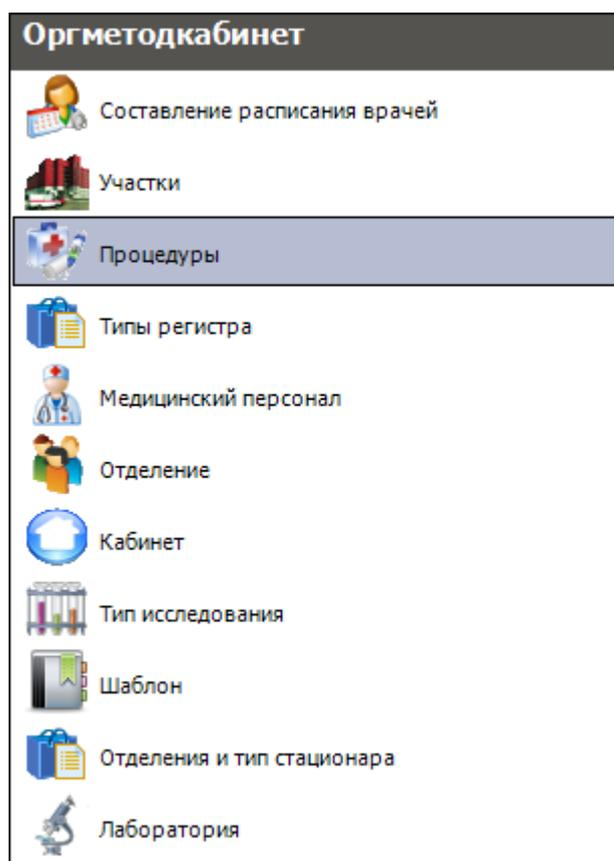 Оргметодкабинет
Составление расписания врачей
Участки
Процедуры
Типы регистра
Медицинский персонал
Отделение
Кабинет
Тип исследования
Шаблон
Отделения и тип стационара
Лаборатория